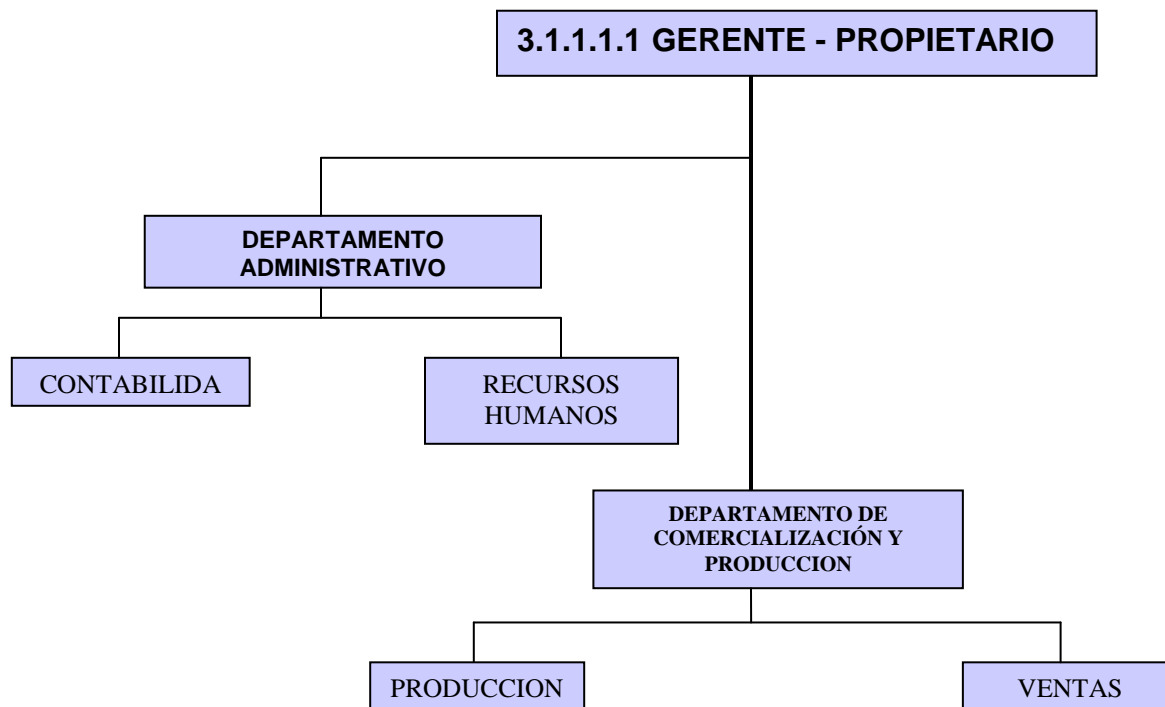 3.1.1.1.1 GERENTE - PROPIETARIO
DEPARTAMENTO
ADMINISTRATIVO
CONTABILIDA
RECURSOS
HUMANOS
DEPARTAMENTO DE
COMERCIALIZACIÓN Y
PRODUCCION
PRODUCCION
VENTAS